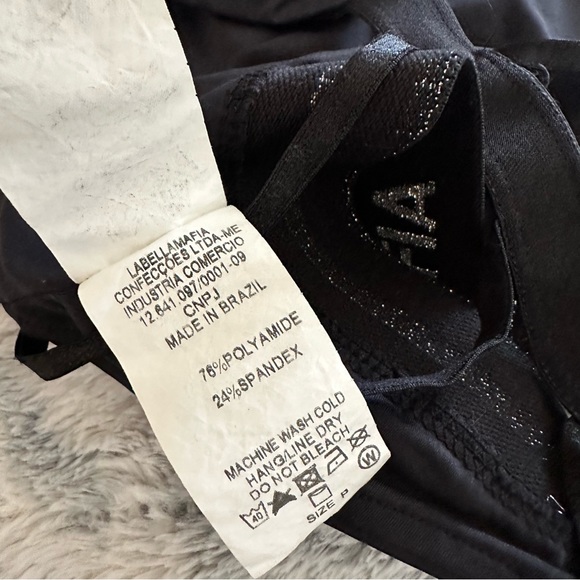 LABELLAMAFIA
CONFECÇÕES LTDA-ME
INDUSTRIA COMERCIO
12.641.097/0001-09
CNPJ
MADE IN BRAZIL
76%POLYAMIDE
24%SPANDEX
MACHINE WASH COLD
HANG/LINE DRY
DO NOT BLEACH
40 W
SIZE P
FIA